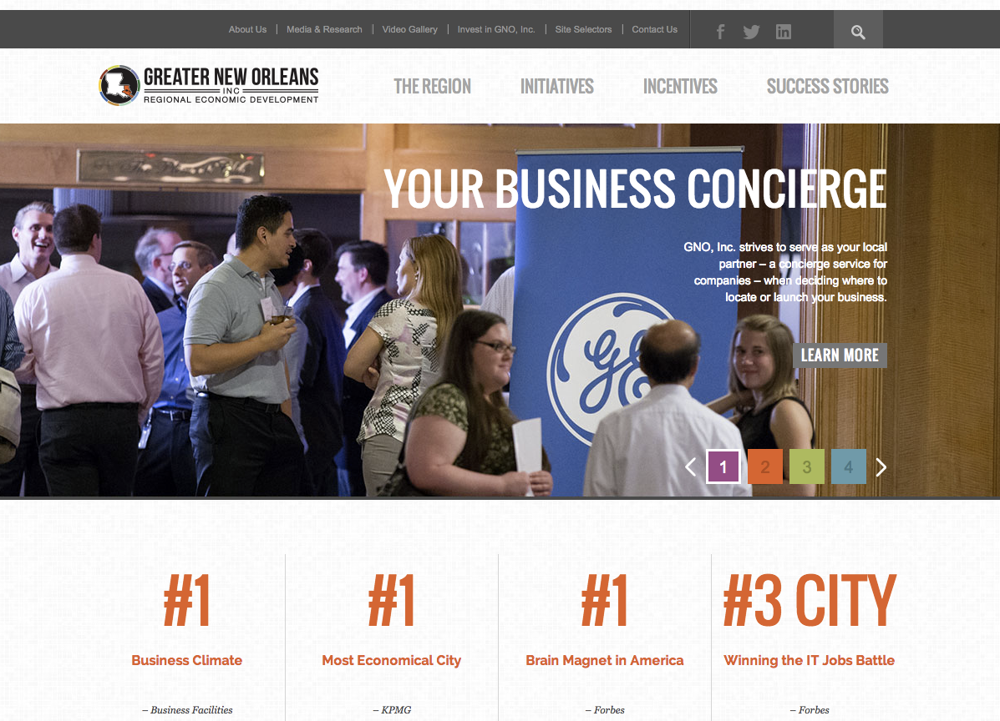 About Us | Media & Research | Video Gallery | Invest in GNO, Inc. | Site Selectors | Contact Us
GREATER NEW ORLEANS
INC
REGIONAL ECONOMIC DEVELOPMENT
THE REGION INITIATIVES INCENTIVES SUCCESS STORIES
YOUR BUSINESS CONCIERGE
GNO, Inc. strives to serve as your local
partner – a concierge service for
companies – when deciding where to
locate or launch your business.
GE
LEARN MORE
1 2 3 4
#1
Business Climate
– Business Facilities
#1
Most Economical City
– KPMG
#1
Brain Magnet in America
– Forbes
#3 CITY
Winning the IT Jobs Battle
– Forbes